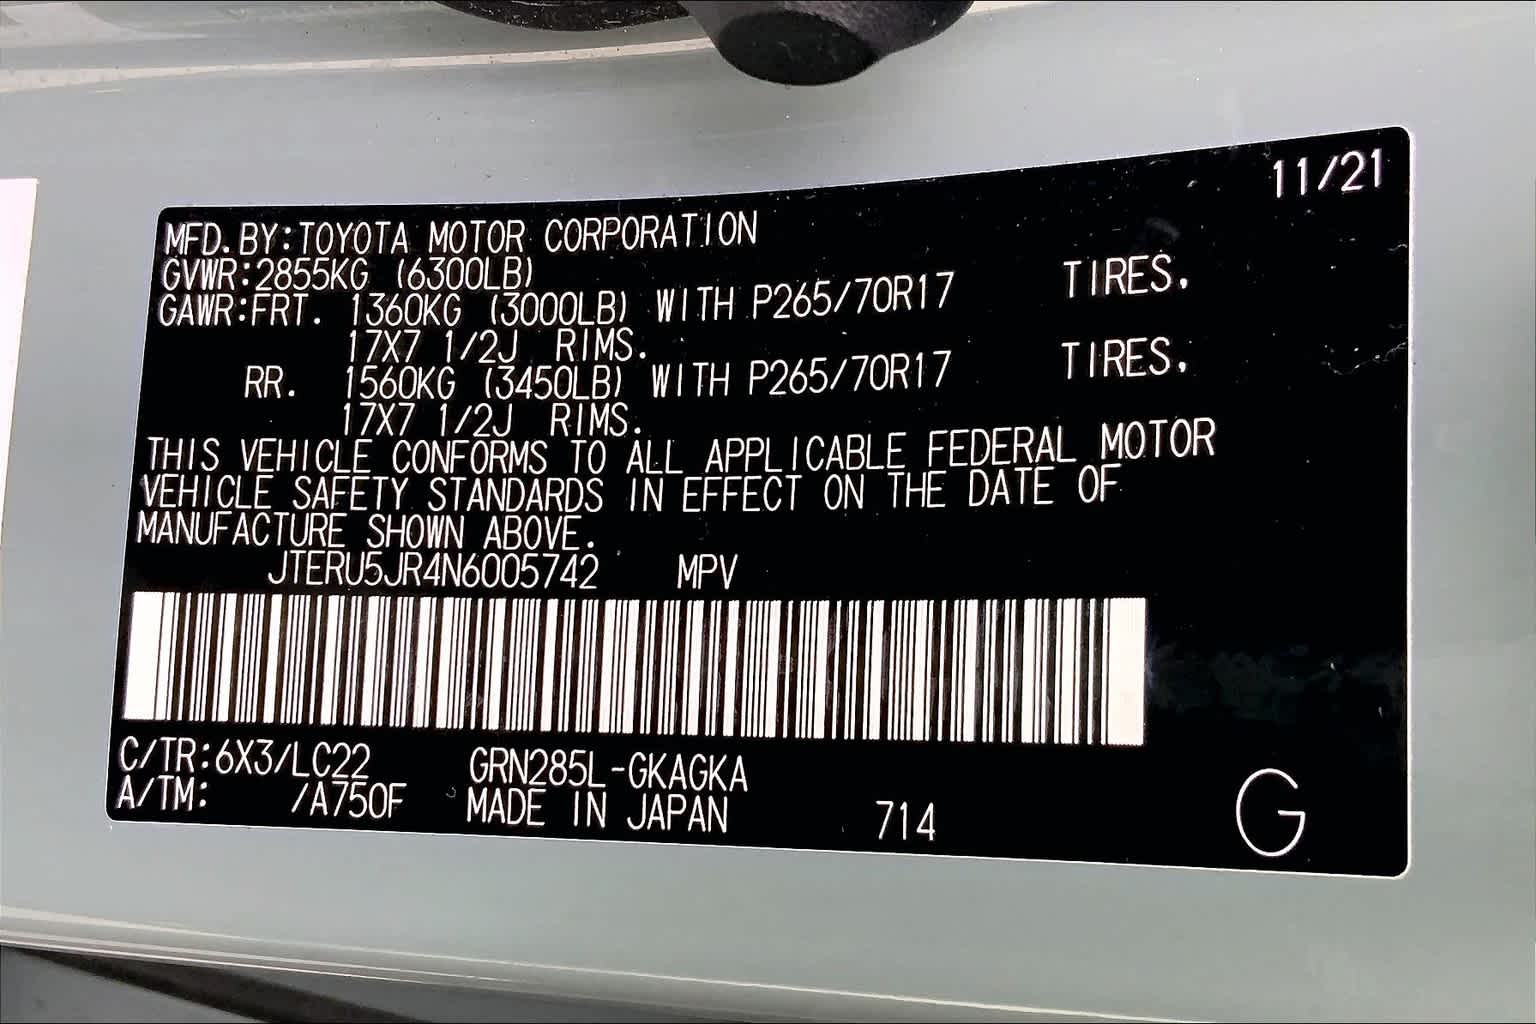 11/21
MFD.BY:TOYOTA MOTOR CORPORATION
GVWR:2855KG (6300LB)
GAWR:FRT. 1360KG (3000LB) WITH P265/70R17 TIRES.
17X7 1/2J RIMS.
RR. 1560KG (3450LB) WITH P265/70R17 TIRES.
17X7 1/2J RIMS.
THIS VEHICLE CONFORMS TO ALL APPLICABLE FEDERAL MOTOR
VEHICLE SAFETY STANDARDS IN EFFECT ON THE DATE OF
MANUFACTURE SHOWN ABOVE.
JTERU5JR4N6005742 MPV
C/TR:6X3/LC22 GRN285L-GKAGKA
A/TM: /A750F MADE IN JAPAN 714 G